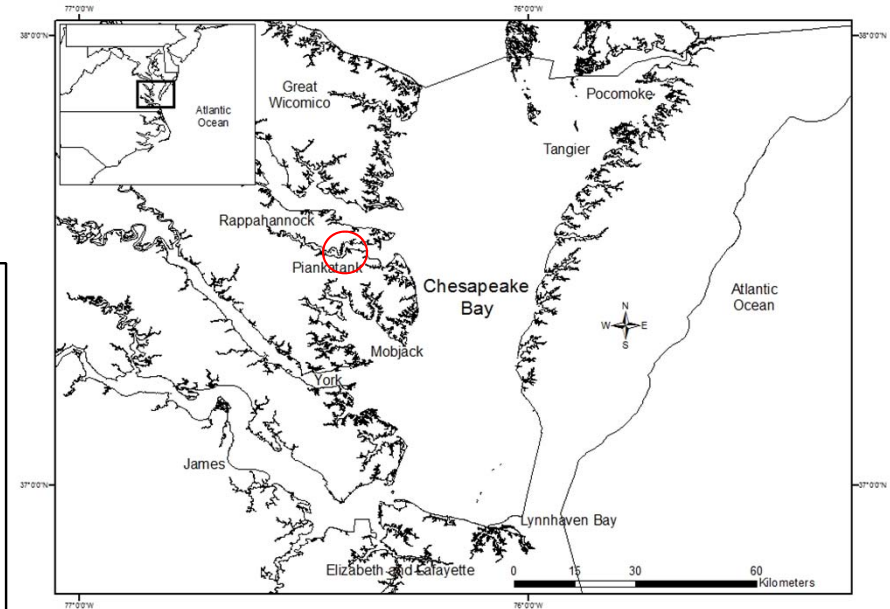 77°0'0"W
76°0'0"W
38°0'0"N
38°0'0"N
Atlantic
Ocean
Great
Wicomico
Pocomoke
Tangier
Rappahannock
Piankatank
Chesapeake
Bay
Atlantic
Ocean
N
W
E
S
Mobjack
York
James
37°0'0"N
37°0'0"N
Lynnhaven Bay
Elizabeth and Lafayette
0
15
30
60
Kilometers
77°0'0"W
76°0'0"W